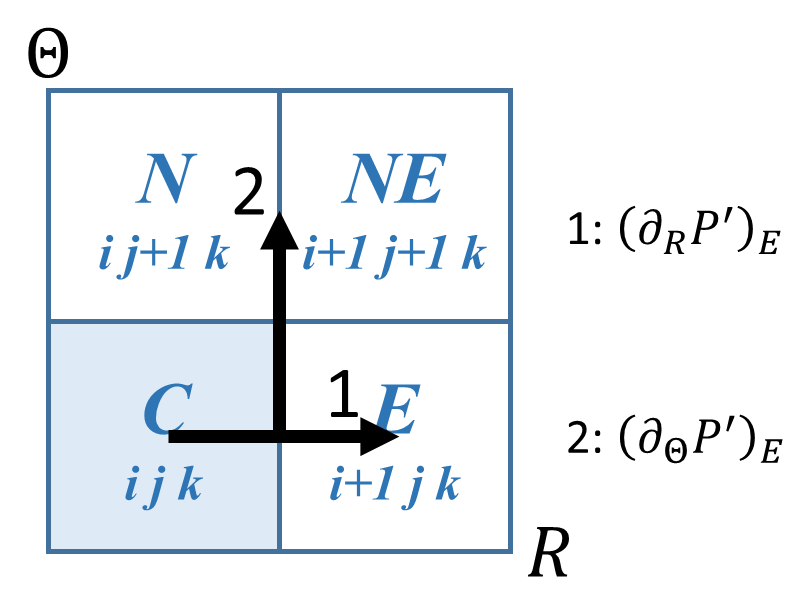 Θ
N 2 NE
i j+1 k i+1 j+1 k
1: (∂_R P′)_E
C 1 E
i j k i+1 j k
2: (∂_Θ P′)_E
R